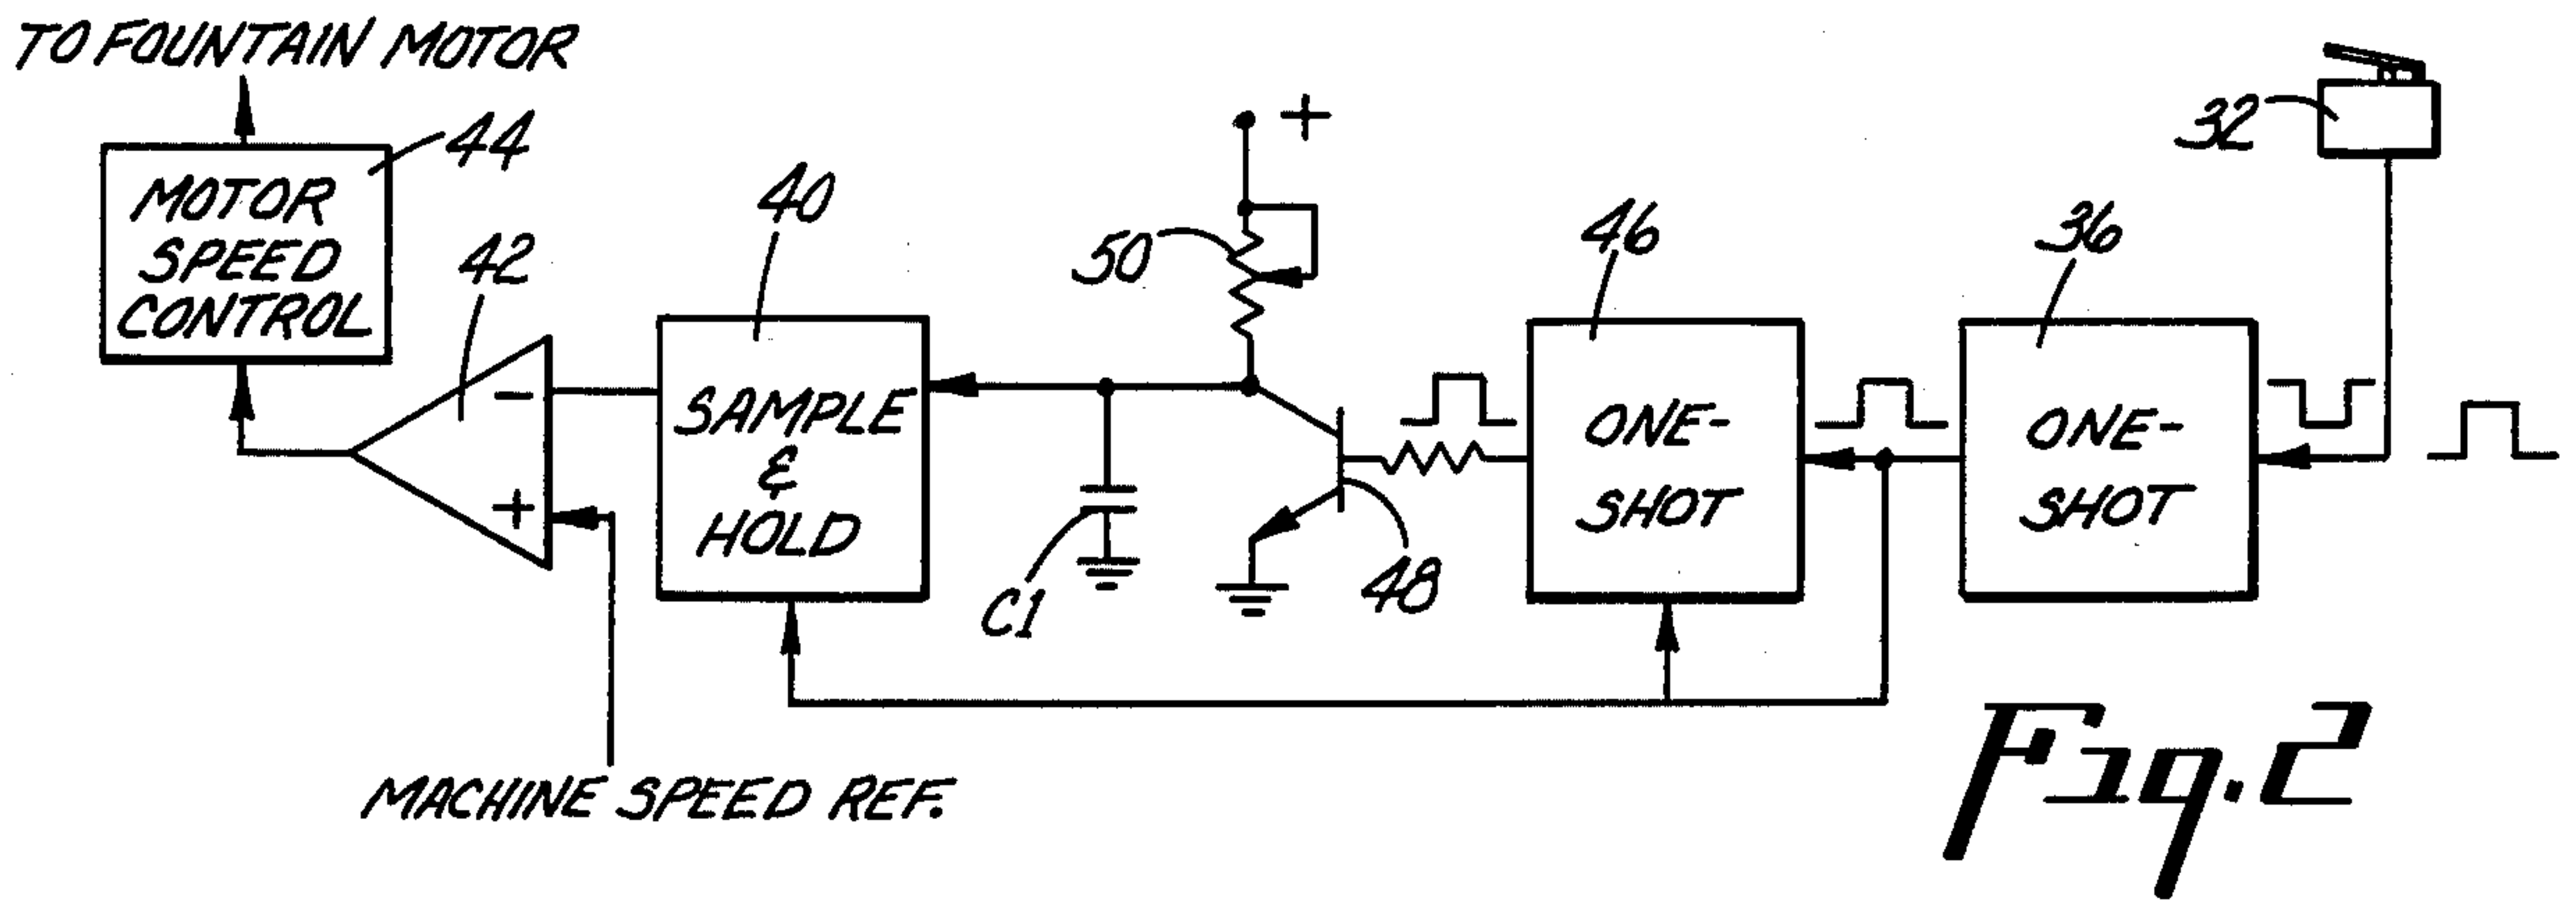 TO FOUNTAIN MOTOR
44
MOTOR
SPEED
CONTROL
42
-
+
40
SAMPLE
&
HOLD
MACHINE SPEED REF.
+
50
C1
48
46
ONE-
SHOT
36
ONE-
SHOT
32
Fig. 2